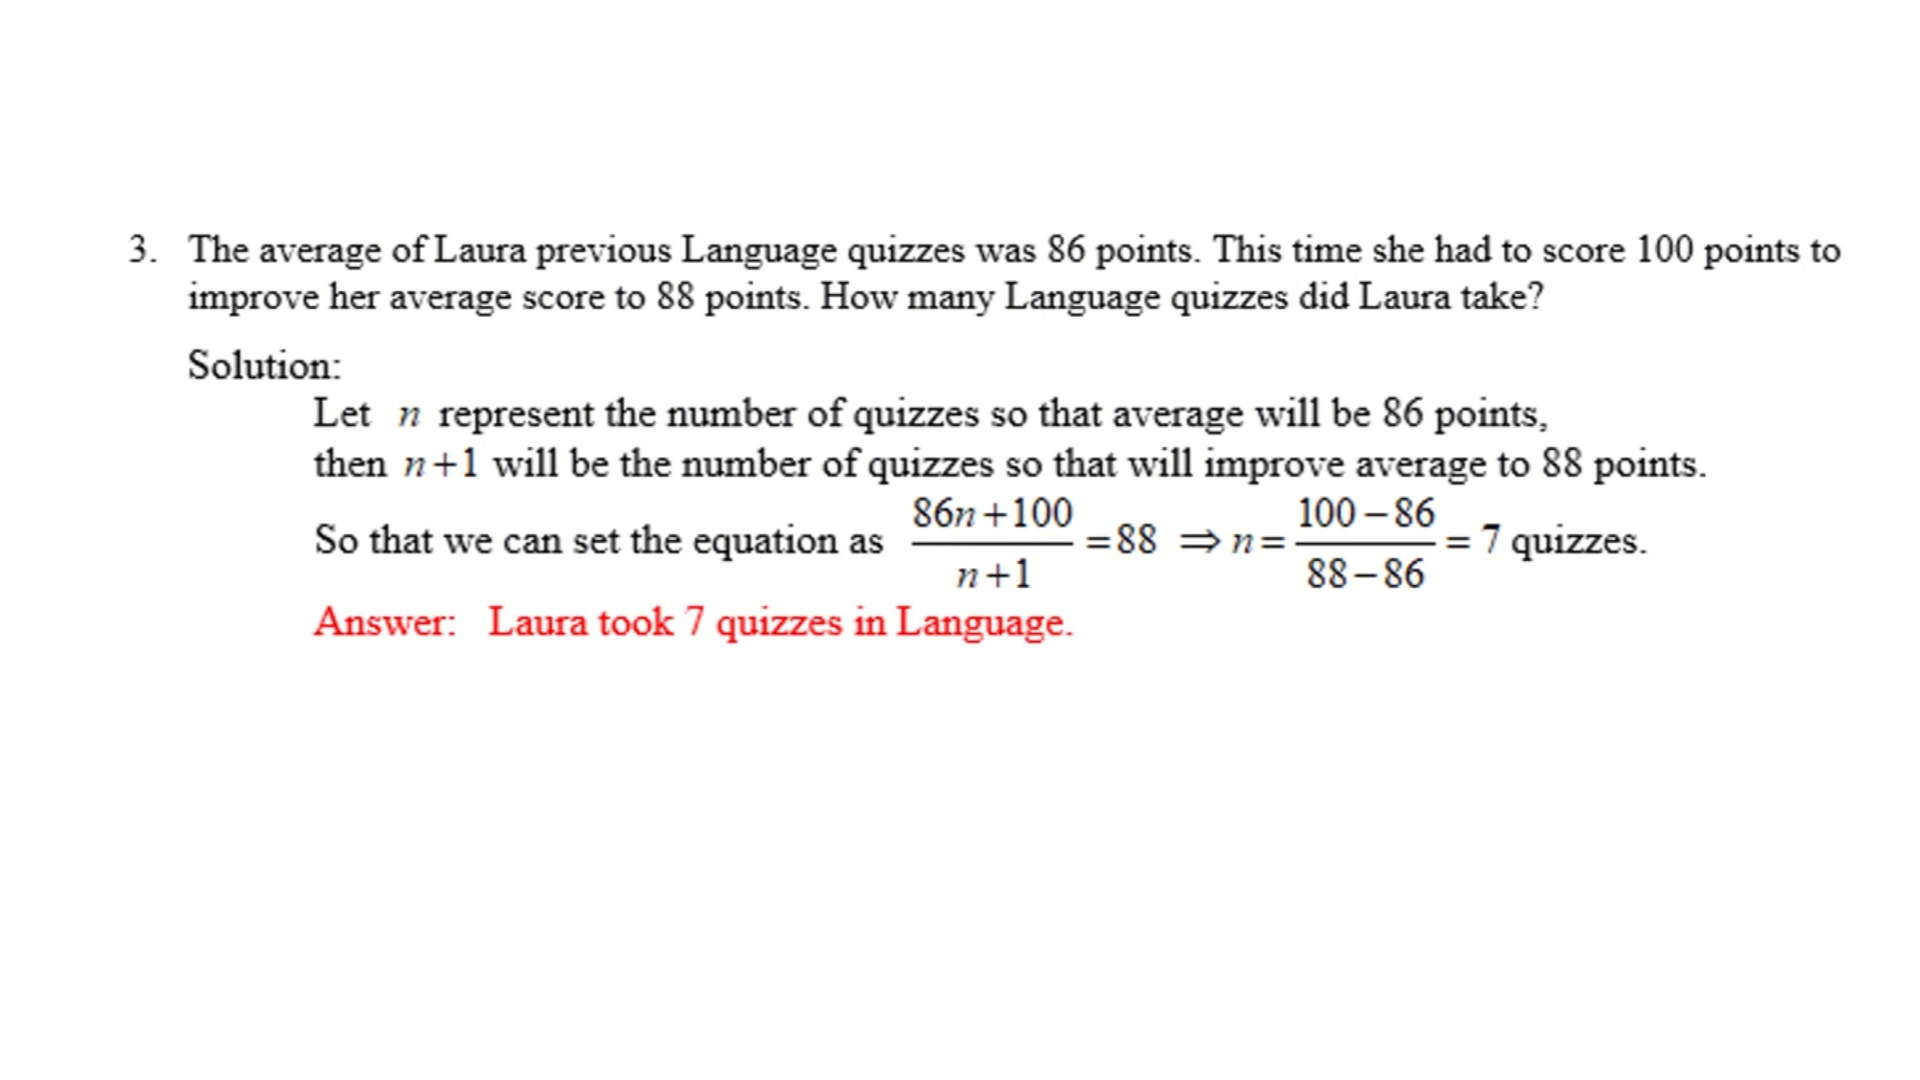 3. The average of Laura previous Language quizzes was 86 points. This time she had to score 100 points to
improve her average score to 88 points. How many Language quizzes did Laura take?
Solution:
Let n represent the number of quizzes so that average will be 86 points,
then n+1 will be the number of quizzes so that will improve average to 88 points.
So that we can set the equation as (86n+100)/(n+1) =88 ⇒ n= (100−86)/(88−86) = 7 quizzes.
Answer: Laura took 7 quizzes in Language.